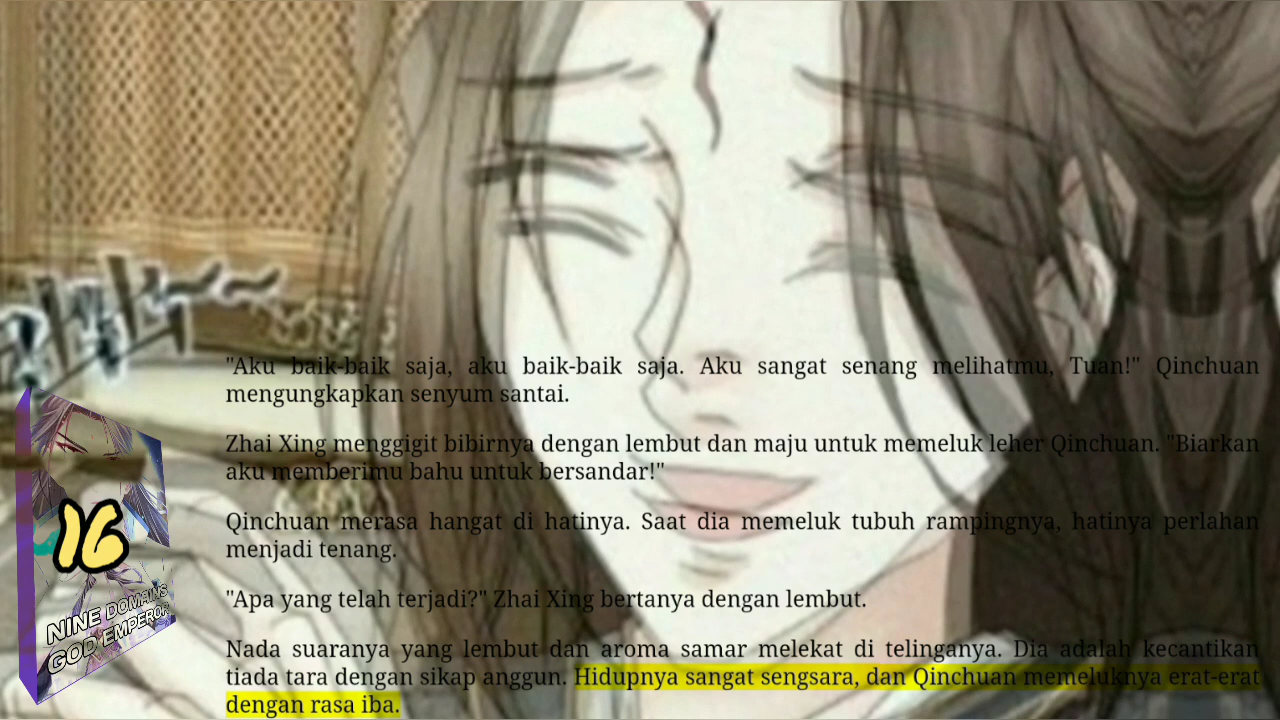 "Aku baik-baik saja, aku baik-baik saja. Aku sangat senang melihatmu, Tuan!" Qinchuan
mengungkapkan senyum santai.
Zhai Xing menggigit bibirnya dengan lembut dan maju untuk memeluk leher Qinchuan. "Biarkan
aku memberimu bahu untuk bersandar!"
Qinchuan merasa hangat di hatinya. Saat dia memeluk tubuh rampingnya, hatinya perlahan
menjadi tenang.
"Apa yang telah terjadi?" Zhai Xing bertanya dengan lembut.
Nada suaranya yang lembut dan aroma samar melekat di telinganya. Dia adalah kecantikan
tiada tara dengan sikap anggun. Hidupnya sangat sengsara, dan Qinchuan memeluknya erat-erat
dengan rasa iba.
16
NINE DOMAINS
GOD EMPEROR